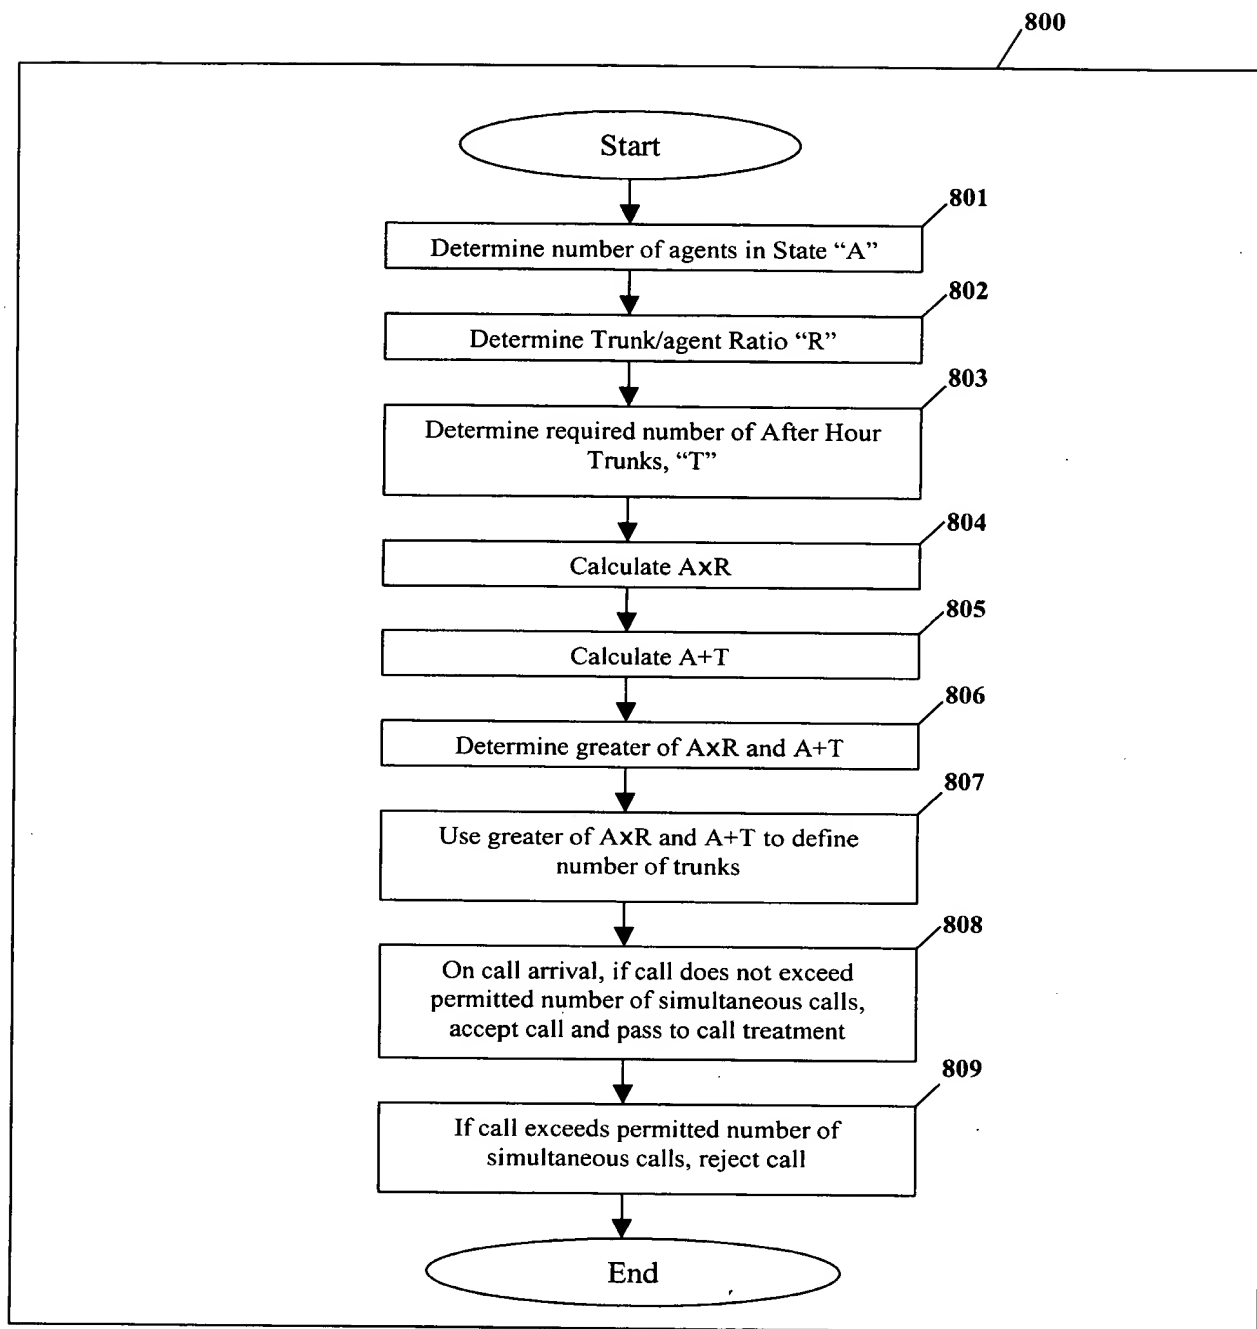 800
Start
801
Determine number of agents in State “A”
802
Determine Trunk/agent Ratio “R”
803
Determine required number of After Hour
Trunks, “T”
804
Calculate AxR
805
Calculate A+T
806
Determine greater of AxR and A+T
807
Use greater of AxR and A+T to define
number of trunks
808
On call arrival, if call does not exceed
permitted number of simultaneous calls,
accept call and pass to call treatment
809
If call exceeds permitted number of
simultaneous calls, reject call
End